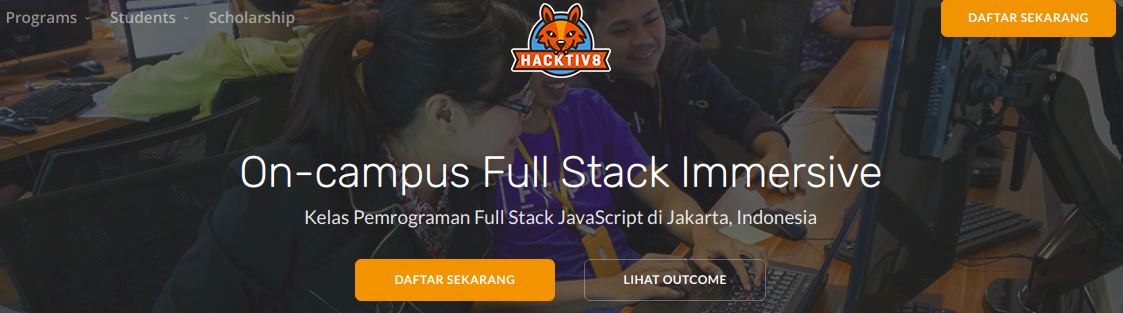 Programs
Students
Scholarship
HACKTIV8
DAFTAR SEKARANG
On-campus Full Stack Immersive
Kelas Pemrograman Full Stack JavaScript di Jakarta, Indonesia
DAFTAR SEKARANG
LIHAT OUTCOME